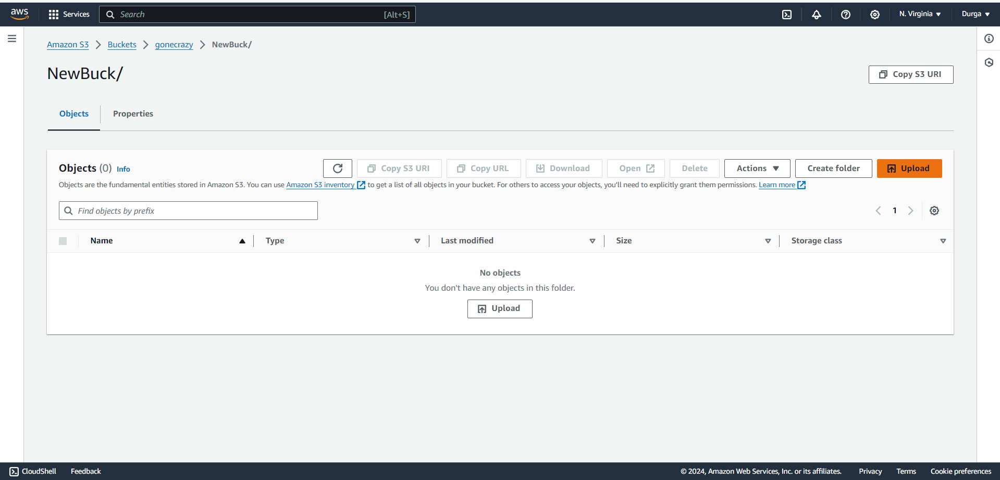 aws Services Search [Alt+S] N. Virginia Durga
Amazon S3 Buckets gonecrazy NewBuck/
NewBuck/
Copy S3 URI
Objects Properties
Objects (0) Info Copy S3 URI Copy URL Download Open Delete Actions Create folder Upload
Objects are the fundamental entities stored in Amazon S3. You can use Amazon S3 inventory to get a list of all objects in your bucket. For others to access your objects, you’ll need to explicitly grant them permissions. Learn more
Find objects by prefix 1
Name Type Last modified Size Storage class
No objects
You don't have any objects in this folder.
Upload
CloudShell Feedback © 2024, Amazon Web Services, Inc. or its affiliates. Privacy Terms Cookie preferences